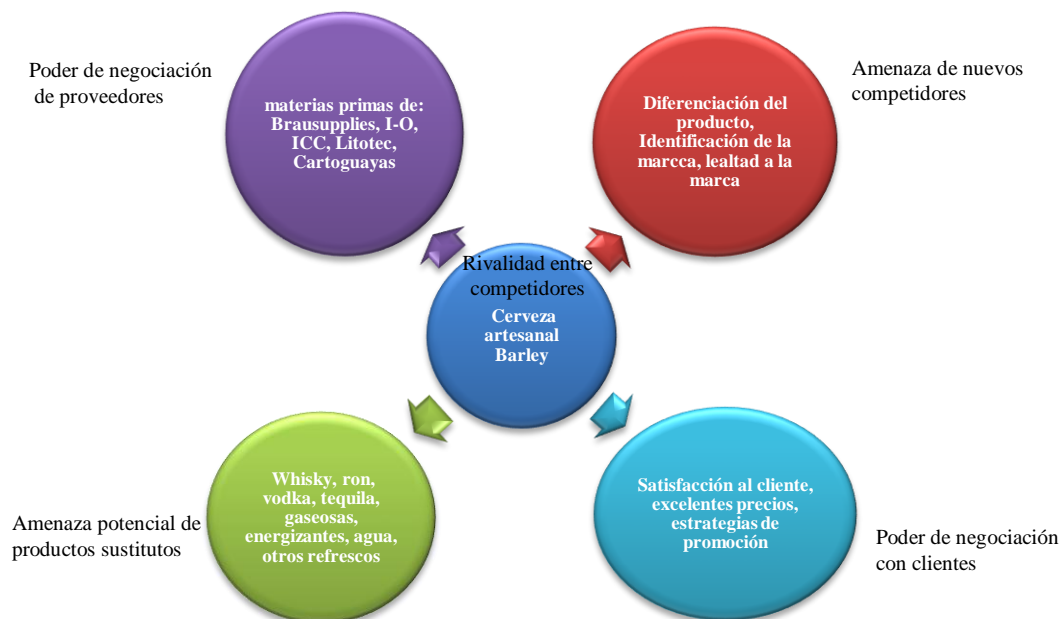 Poder de negociación
de proveedores
materias primas de:
Brausupplies, I-O,
ICC, Litotec,
Cartoguayas
Amenaza de nuevos
competidores
Diferenciación del
producto,
Identificación de la
marcca, lealtad a la
marca
Rivalidad entre
competidores
Cerveza
artesanal
Barley
Amenaza potencial de
productos sustitutos
Whisky, ron,
vodka, tequila,
gaseosas,
energizantes, agua,
otros refrescos
Satisfacción al cliente,
excelentes precios,
estrategias de
promoción
Poder de negociación
con clientes